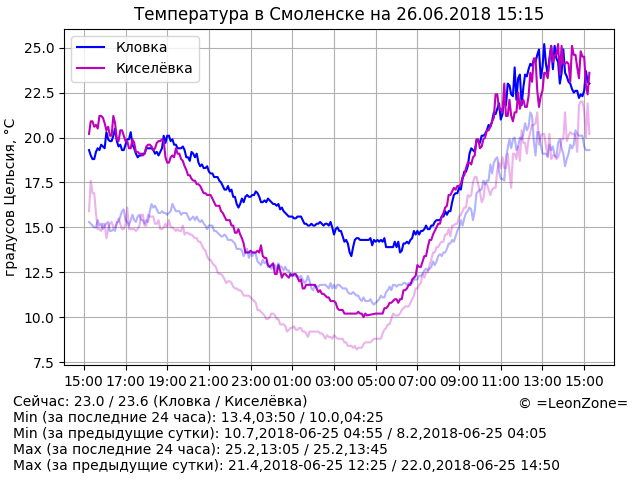 Температура в Смоленске на 26.06.2018 15:15
25.0
22.5
20.0
17.5
15.0
12.5
10.0
7.5
градусов Цельсия, °C
Кловка
Киселёвка
15:00 17:00 19:00 21:00 23:00 01:00 03:00 05:00 07:00 09:00 11:00 13:00 15:00
Сейчас: 23.0 / 23.6 (Кловка / Киселёвка)
© =LeonZone=
Min (за последние 24 часа): 13.4,03:50 / 10.0,04:25
Min (за предыдущие сутки): 10.7,2018-06-25 04:55 / 8.2,2018-06-25 04:05
Max (за последние 24 часа): 25.2,13:05 / 25.2,13:45
Max (за предыдущие сутки): 21.4,2018-06-25 12:25 / 22.0,2018-06-25 14:50